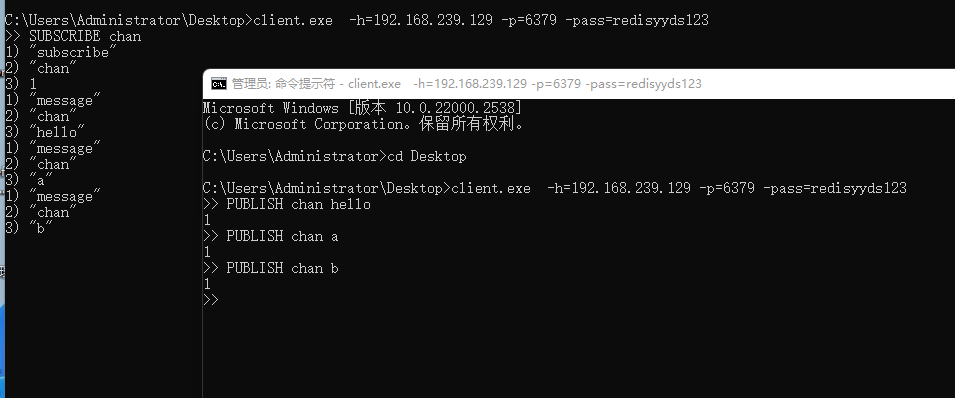 C:\Users\Administrator\Desktop>client.exe  -h=192.168.239.129 -p=6379 -pass=redisyyds123
>> SUBSCRIBE chan
1) "subscribe"
2) "chan"
3) 1
1) "message"
2) "chan"
3) "hello"
1) "message"
2) "chan"
3) "a"
1) "message"
2) "chan"
3) "b"
管理员: 命令提示符 - client.exe  -h=192.168.239.129 -p=6379 -pass=redisyyds123
Microsoft Windows [版本 10.0.22000.2538]
(c) Microsoft Corporation。保留所有权利。
C:\Users\Administrator>cd Desktop
C:\Users\Administrator\Desktop>client.exe  -h=192.168.239.129 -p=6379 -pass=redisyyds123
>> PUBLISH chan hello
1
>> PUBLISH chan a
1
>> PUBLISH chan b
1
>>